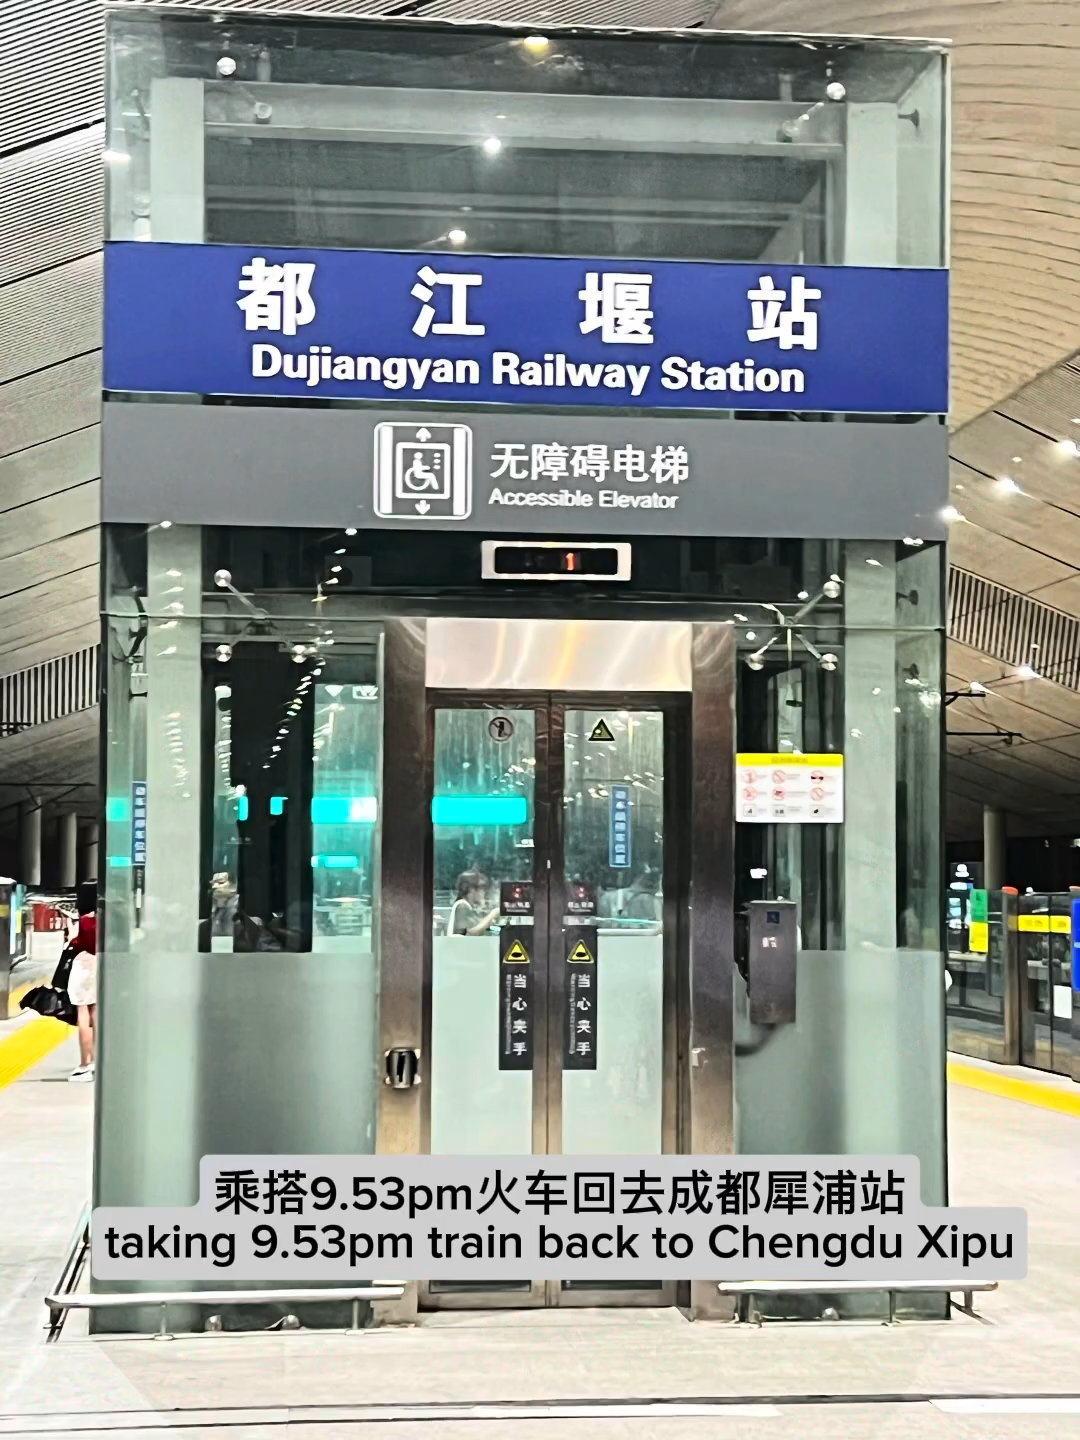 都江堰站
Dujiangyan Railway Station
无障碍电梯
Accessible Elevator
1
当心夹手
当心夹手
乘搭9.53pm火车回去成都犀浦站
taking 9.53pm train back to Chengdu Xipu